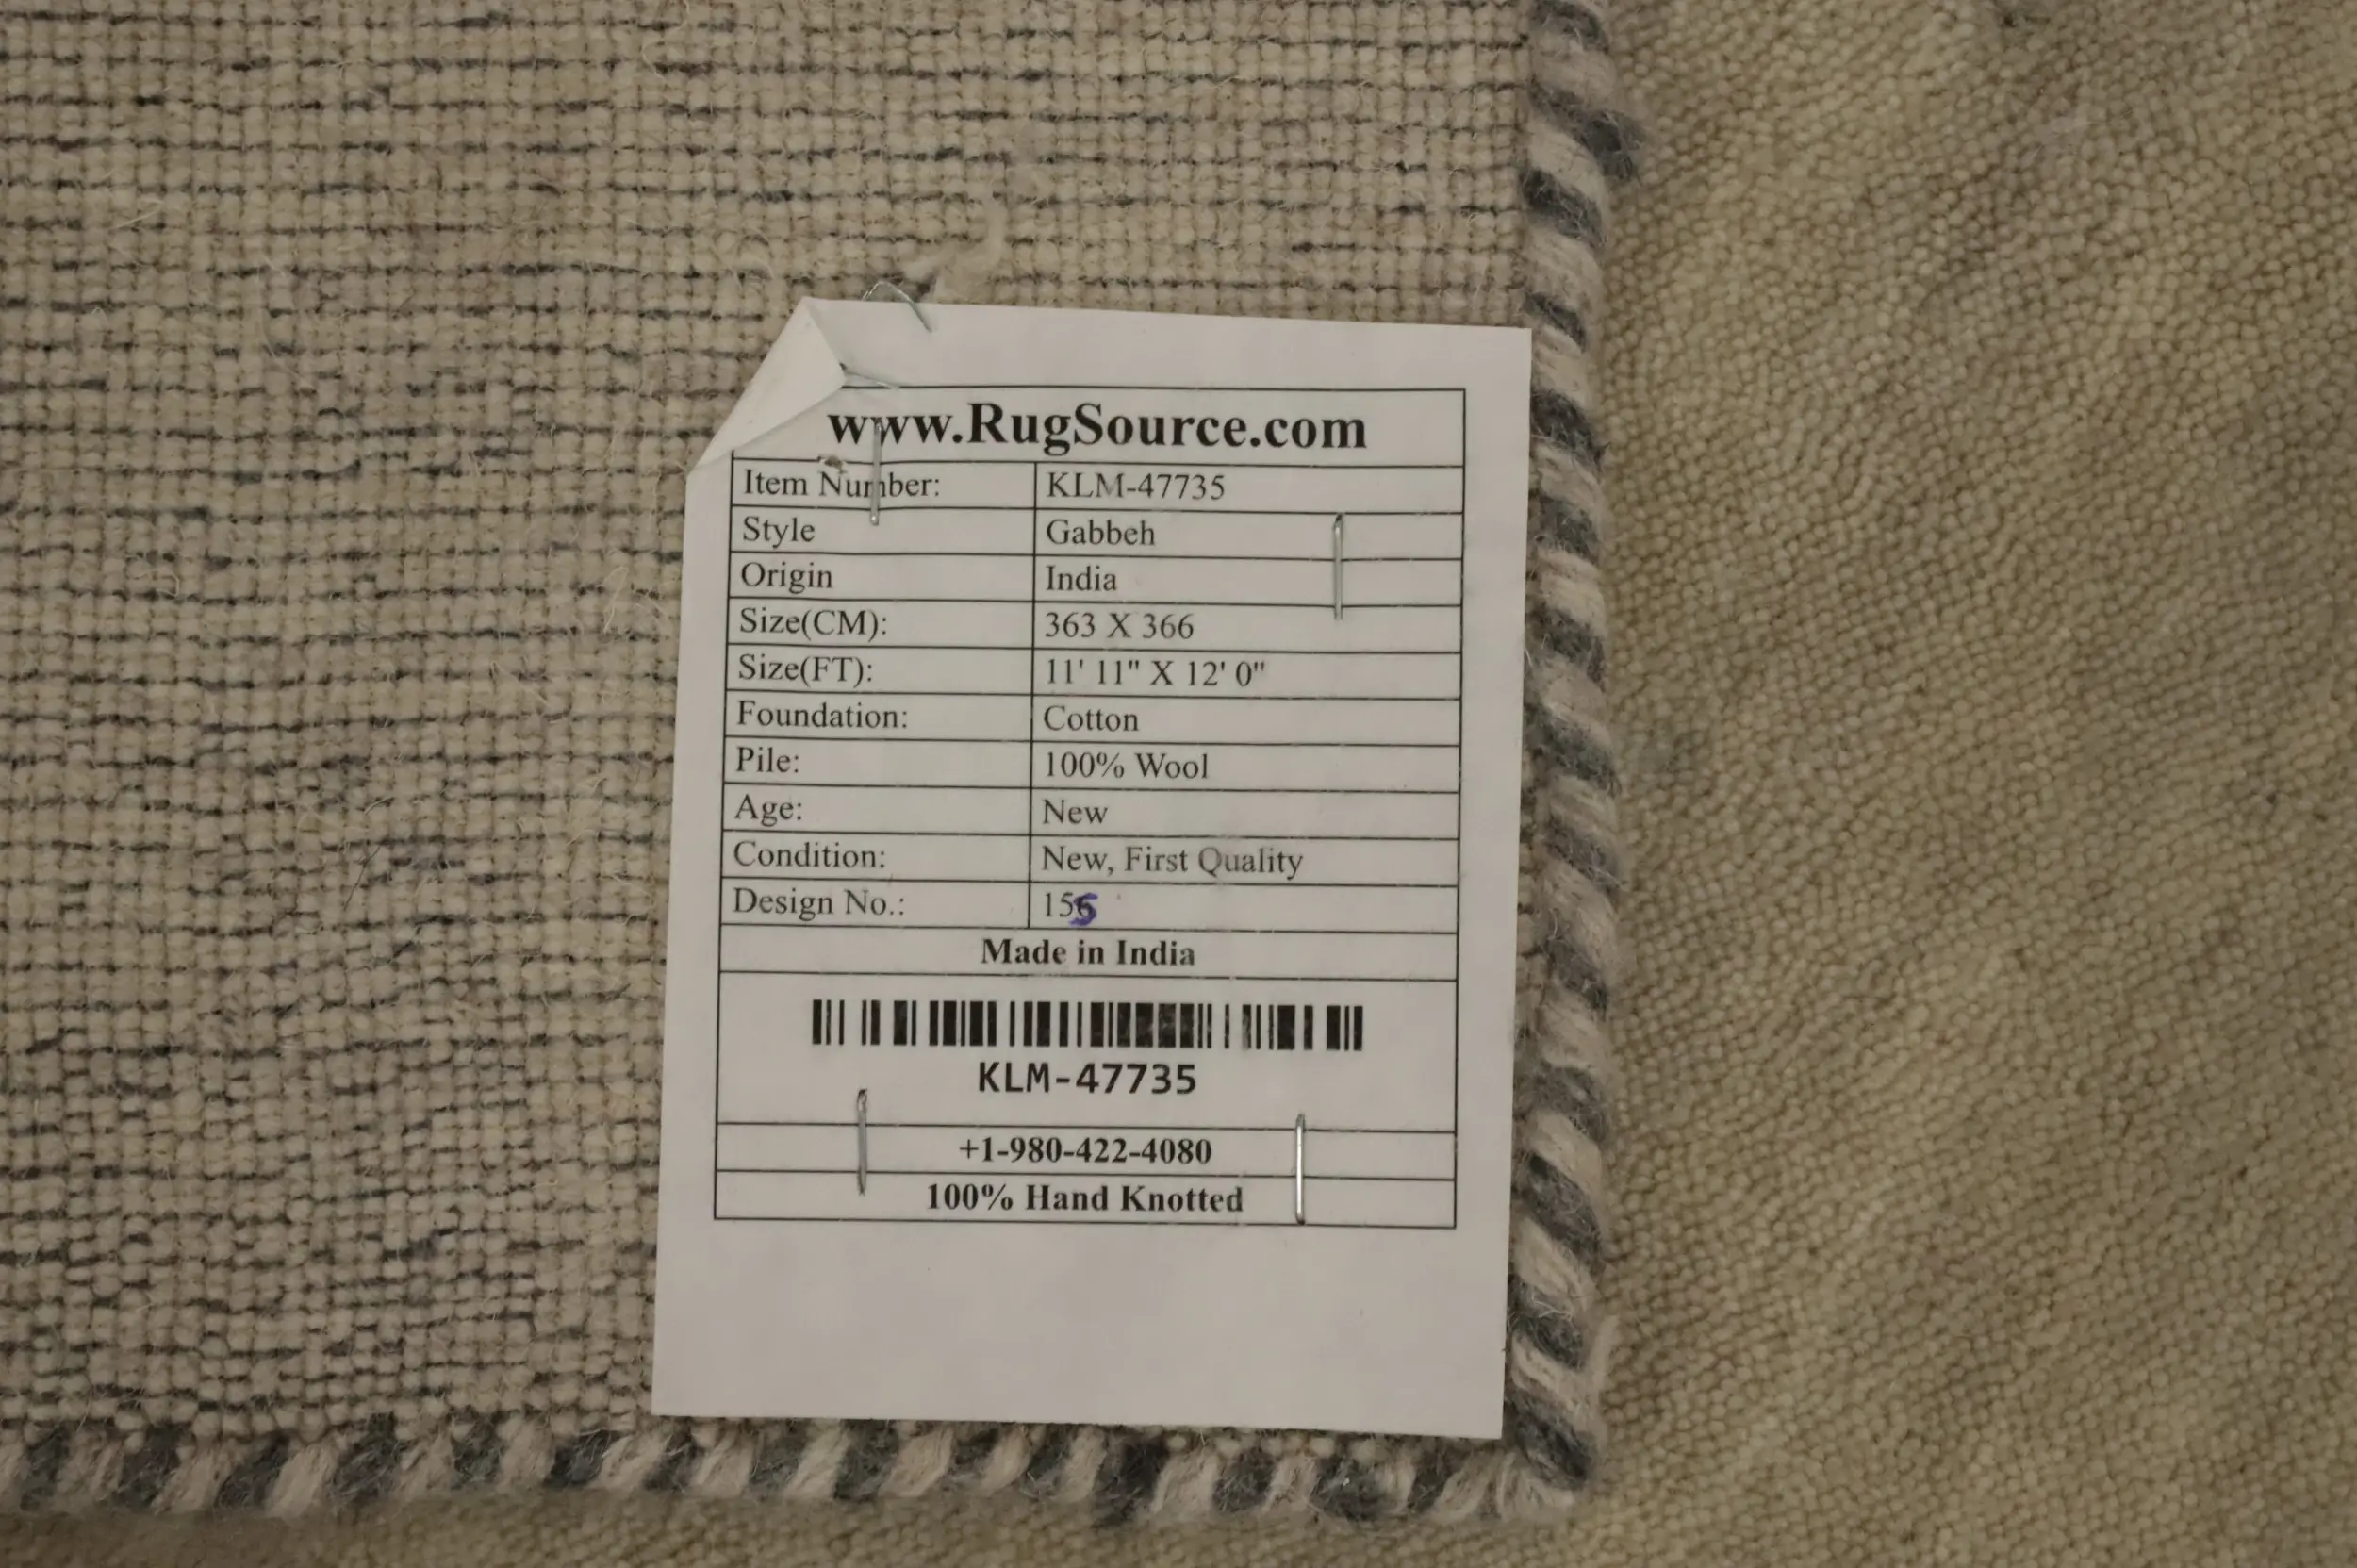 www.RugSource.com
Item Number: KLM-47735
Style Gabbeh
Origin India
Size(CM): 363 X 366
Size(FT): 11' 11" X 12' 0"
Foundation: Cotton
Pile: 100% Wool
Age: New
Condition: New, First Quality
Design No.: 155
Made in India
KLM-47735
+1-980-422-4080
100% Hand Knotted